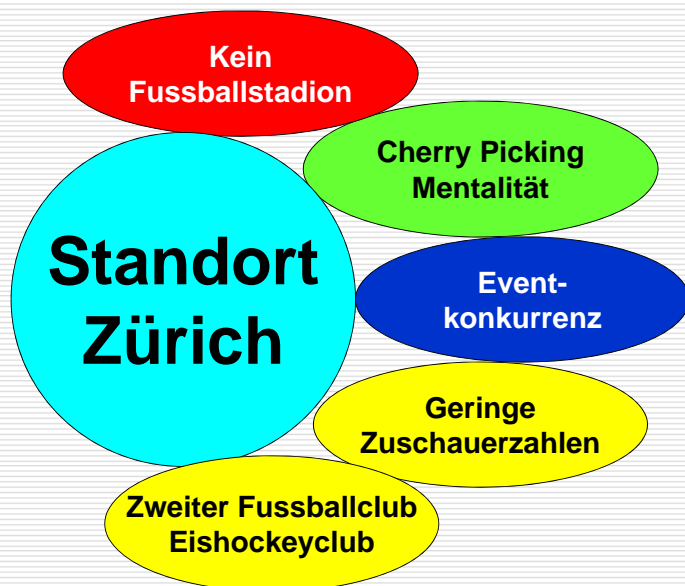 Kein
Fussballstadion
Cherry Picking
Mentalität
Standort
Zürich
Event-
konkurrenz
Geringe
Zuschauerzahlen
Zweiter Fussballclub
Eishockeyclub